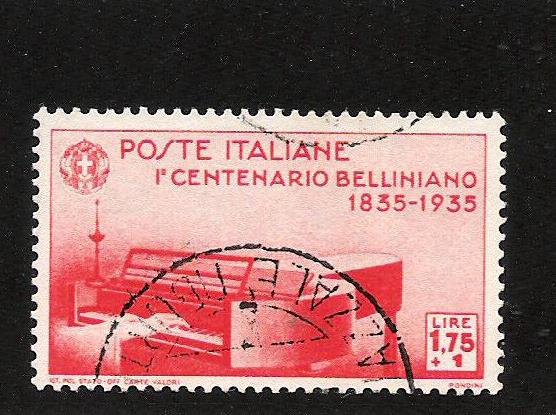 POSTE ITALIANE
I° CENTENARIO BELLINIANO
1835-1935
LIRE
1,75
+1
IST. POL. STATO-OFF. CARTE VALORI
RONDINI